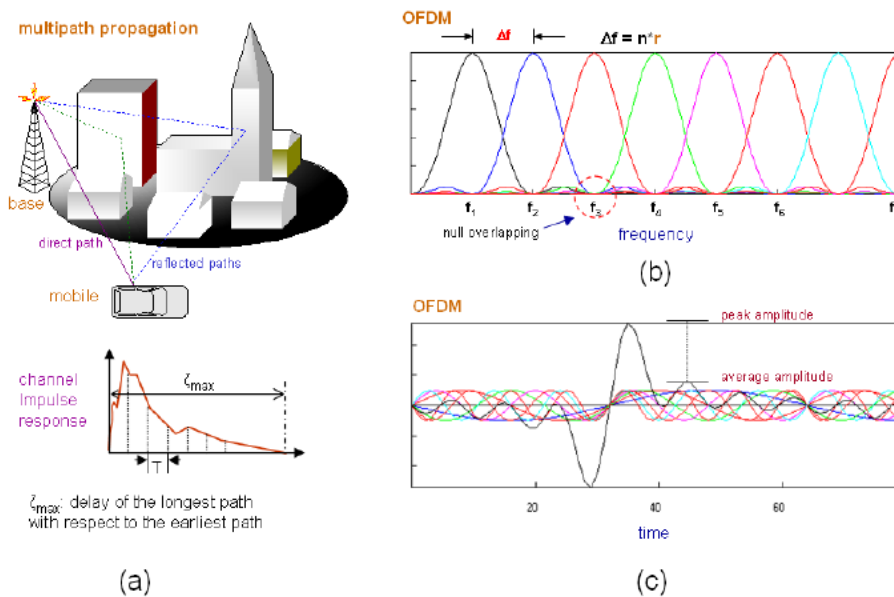 multipath propagation
base
direct path
reflected paths
mobile
channel
Impulse
response
ζmax
T
ζmax: delay of the longest path
with respect to the earliest path
(a)
OFDM
Δf
Δf = n*r
f1 f2 f3 f4 f5 f6 f
null overlapping
frequency
(b)
OFDM
peak amplitude
average amplitude
20 40 60
time
(c)